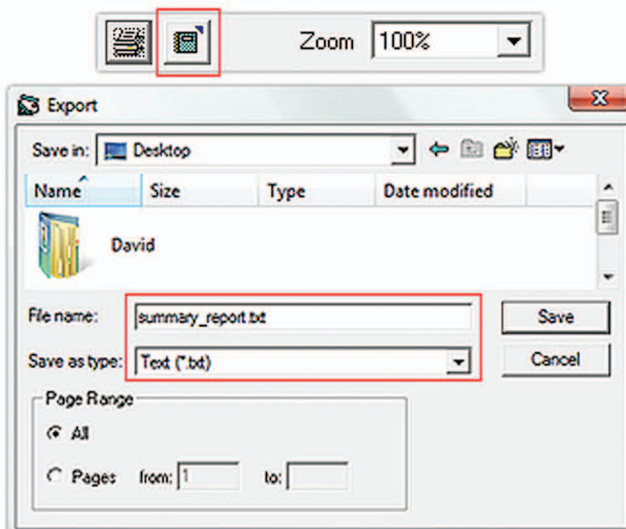 Zoom 100%
Export
Save in: Desktop
Name Size Type Date modified
David
File name: summary_report.txt Save
Save as type: Text (*.txt) Cancel
Page Range
All
Pages from: 1 to: